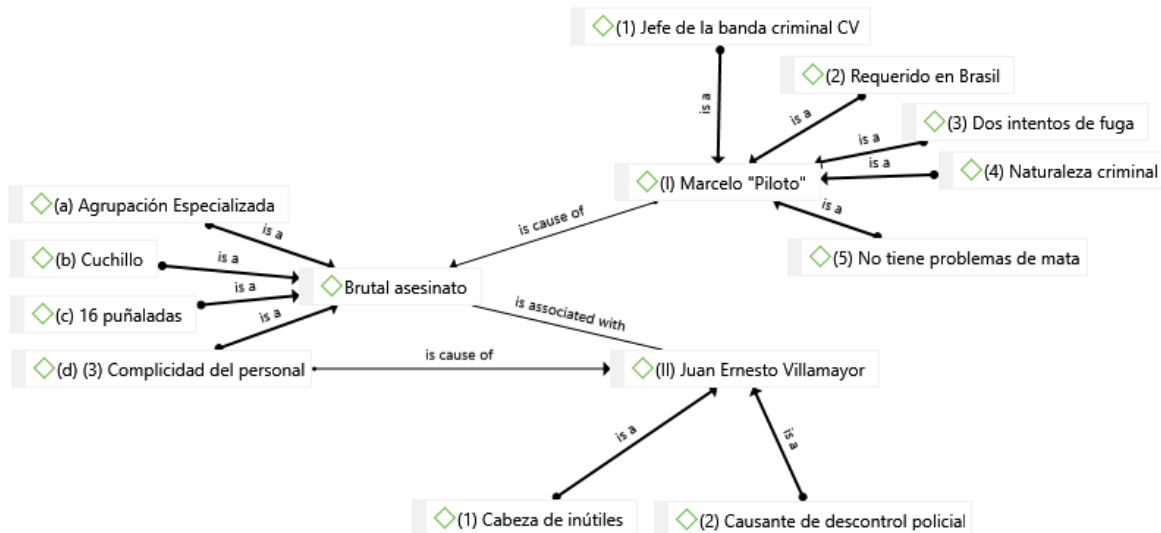 (1) Jefe de la banda criminal CV
(2) Requerido en Brasil
is a
is a
(3) Dos intentos de fuga
is a
is a
(4) Naturaleza criminal
(I) Marcelo "Piloto"
(a) Agrupación Especializada
is a
is cause of
is a
(b) Cuchillo
is a
(5) No tiene problemas de mata
is a
Brutal asesinato
(c) 16 puñaladas
is a
is associated with
(d) (3) Complicidad del personal
is cause of
(II) Juan Ernesto Villamayor
is a
is a
(1) Cabeza de inútiles
(2) Causante de descontrol policial